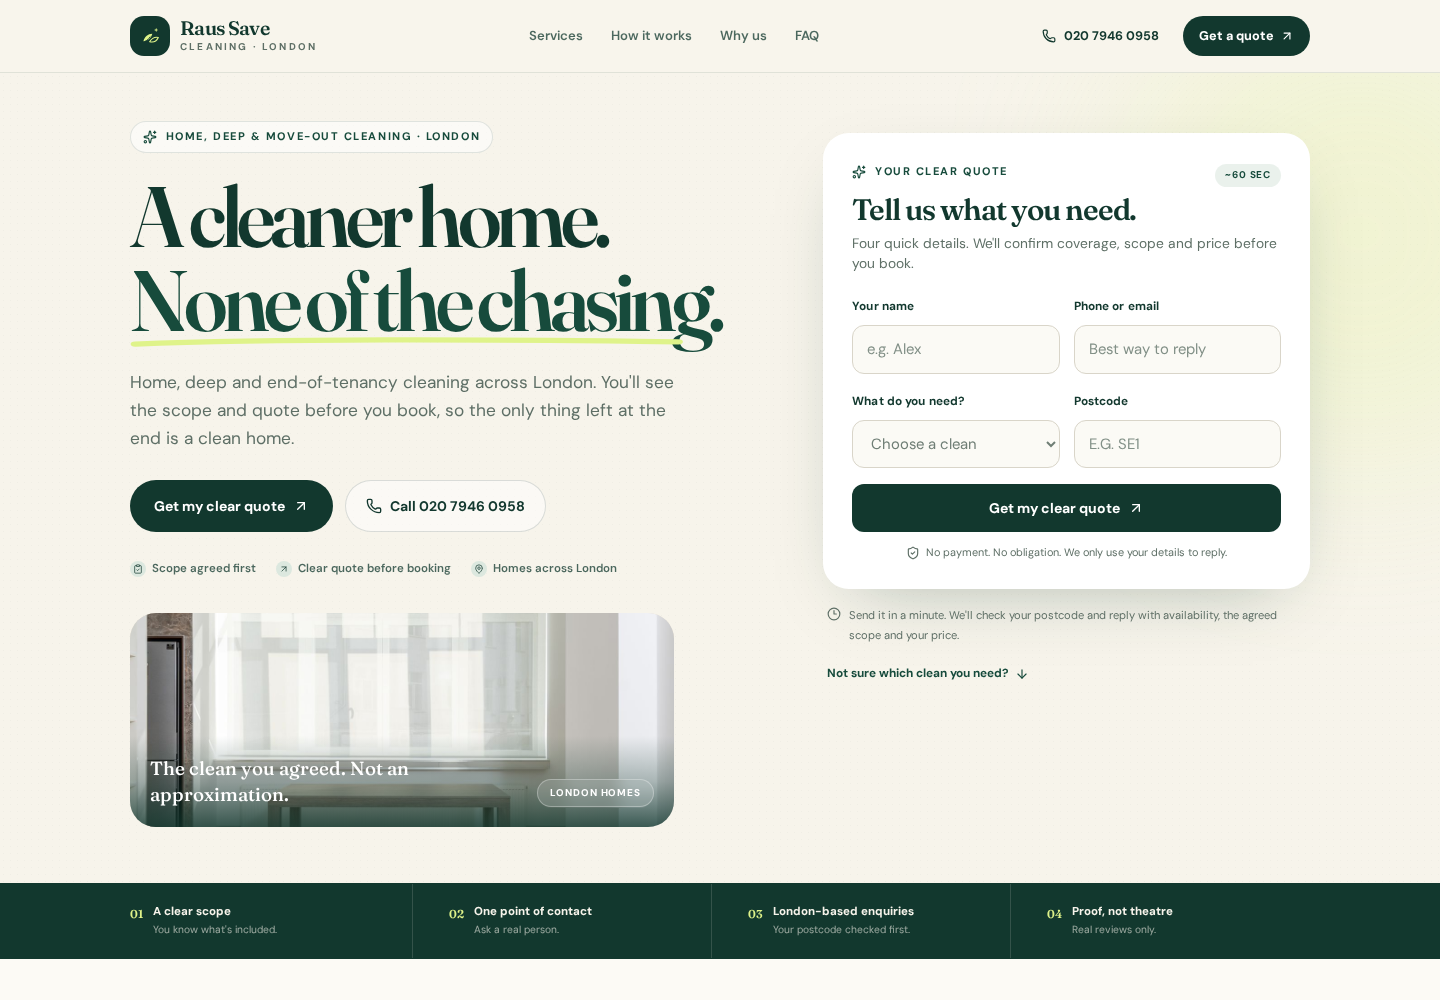 Raus Save
CLEANING · LONDON
Services
How it works
Why us
FAQ
020 7946 0958
Get a quote
HOME, DEEP & MOVE-OUT CLEANING · LONDON
A cleaner home.
None of the chasing.
Home, deep and end-of-tenancy cleaning across London. You'll see
the scope and quote before you book, so the only thing left at the
end is a clean home.
Get my clear quote
Call 020 7946 0958
Scope agreed first
Clear quote before booking
Homes across London
The clean you agreed. Not an
approximation.
LONDON HOMES
YOUR CLEAR QUOTE
~60 SEC
Tell us what you need.
Four quick details. We'll confirm coverage, scope and price before
you book.
Your name
Phone or email
e.g. Alex
Best way to reply
What do you need?
Postcode
Choose a clean
E.G. SE1
Get my clear quote
No payment. No obligation. We only use your details to reply.
Send it in a minute. We'll check your postcode and reply with availability, the agreed
scope and your price.
Not sure which clean you need?
01
A clear scope
You know what's included.
02
One point of contact
Ask a real person.
03
London-based enquiries
Your postcode checked first.
04
Proof, not theatre
Real reviews only.